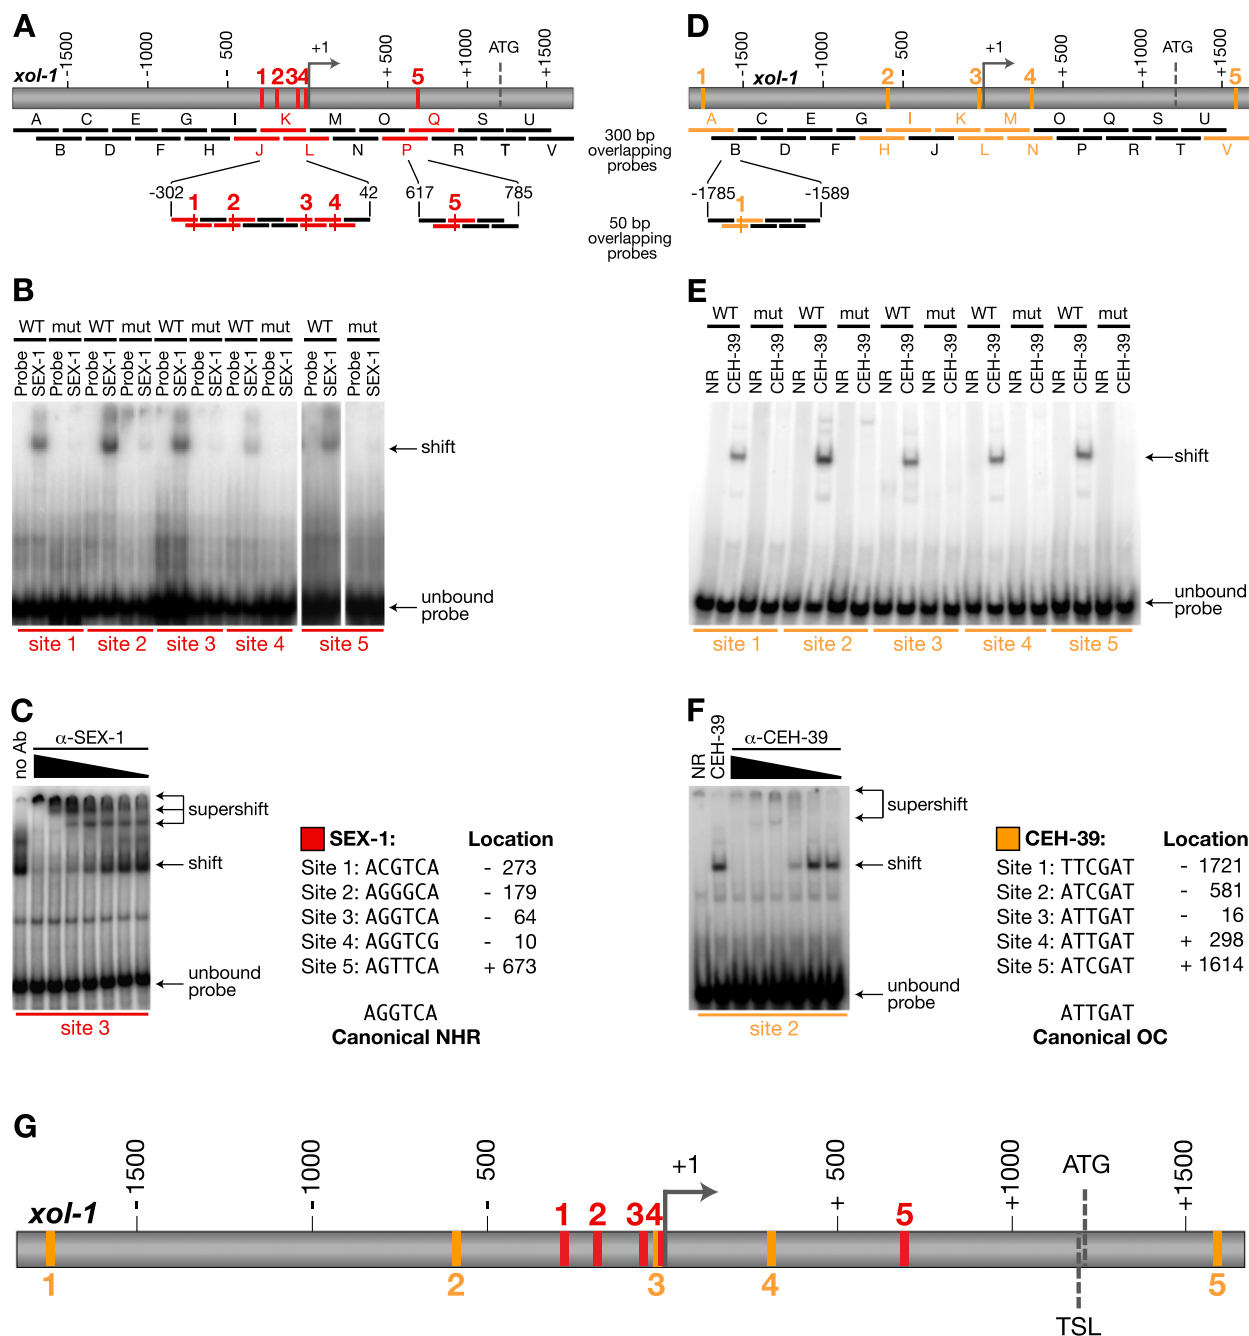 A
-1500
-1000
-500
+1
+500
+1000
ATG
+1500
xol-1
1 2 3 4 5
A C E G I K M O Q S U
B D F H J L N P R T V
300 bp
overlapping
probes
-302 42 617 785
1 2 3 4 5
50 bp
overlapping
probes
D
-1500
-1000
-500
+1
+500
+1000
ATG
+1500
xol-1
1 2 3 4 5
A C E G I K M O Q S U
B D F H J L N P R T V
-1785 -1589
1
B
WT mut WT mut WT mut WT mut WT mut
Probe SEX-1 Probe SEX-1 Probe SEX-1 Probe SEX-1 Probe SEX-1 Probe SEX-1 Probe SEX-1 Probe SEX-1 Probe SEX-1 Probe SEX-1
shift
unbound
probe
site 1 site 2 site 3 site 4 site 5
E
WT mut WT mut WT mut WT mut WT mut
NR CEH-39 NR CEH-39 NR CEH-39 NR CEH-39 NR CEH-39 NR CEH-39 NR CEH-39 NR CEH-39 NR CEH-39 NR CEH-39
shift
unbound
probe
site 1 site 2 site 3 site 4 site 5
C
no Ab
α-SEX-1
supershift
shift
unbound
probe
site 3
SEX-1: Location
Site 1: ACGTCA - 273
Site 2: AGGGCA - 179
Site 3: AGGTCA - 64
Site 4: AGGTCG - 10
Site 5: AGTTCA + 673
AGGTCA
Canonical NHR
F
NR
CEH-39
α-CEH-39
supershift
shift
unbound
probe
site 2
CEH-39: Location
Site 1: TTCGAT - 1721
Site 2: ATCGAT - 581
Site 3: ATTGAT - 16
Site 4: ATTGAT + 298
Site 5: ATCGAT + 1614
ATTGAT
Canonical OC
G
-1500
-1000
-500
+1
+500
+1000
ATG
+1500
xol-1
1 2 3 4 5
1 2 3 4 5
TSL